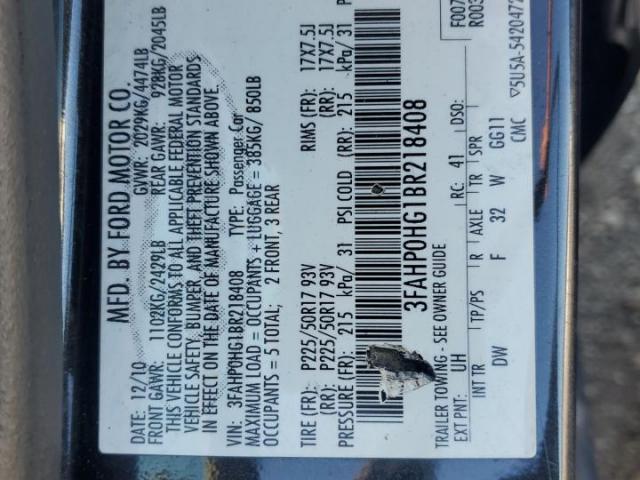 MFD. BY FORD MOTOR CO.
DATE: 12/10 GVWR: 2029KG/4474LB
FRONT GAWR: 1102KG/2429LB REAR GAWR: 928KG/2045LB
THIS VEHICLE CONFORMS TO ALL APPLICABLE FEDERAL MOTOR
VEHICLE SAFETY, BUMPER, AND THEFT PREVENTION STANDARDS
IN EFFECT ON THE DATE OF MANUFACTURE SHOWN ABOVE.
VIN: 3FAHP0HG1BR218408 TYPE: Passenger Car
MAXIMUM LOAD = OCCUPANTS + LUGGAGE = 385KG/ 850LB
OCCUPANTS = 5 TOTAL; 2 FRONT, 3 REAR
TIRE (FR): P225/50R17 93V RIMS (FR): 17X7.5J
(RR): P225/50R17 93V (RR): 17X7.5J
PRESSURE (FR): 215 kPa/ 31 PSI COLD (RR): 215 kPa/ 31 P
3FAHP0HG1BR218408
F007
R003
TRAILER TOWING - SEE OWNER GUIDE
EXT PNT: UH RC: 41 DSO:
INT TR TP/PS R AXLE TR SPR
DW F 32 W GG11
CMC ▽5U5A-5420472